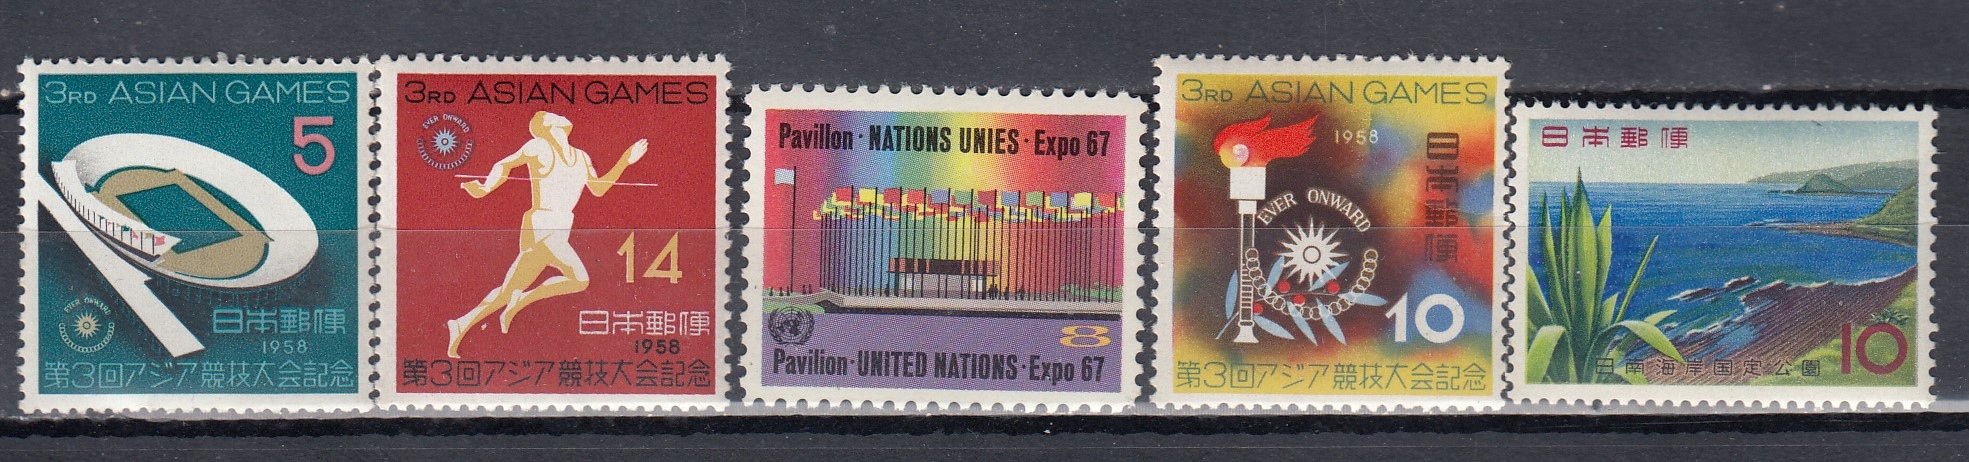 3RD ASIAN GAMES
5
EVER ONWARD
日本郵便
1958
第3回アジア競技大会記念
3RD ASIAN GAMES
EVER ONWARD
14
日本郵便
1958
第3回アジア競技大会記念
Pavillon · NATIONS UNIES · Expo 67
8
Pavilion · UNITED NATIONS · Expo 67
3RD ASIAN GAMES
1958
日本郵便
EVER ONWARD
10
第3回アジア競技大会記念
日本郵便
10
日南海岸国定公園